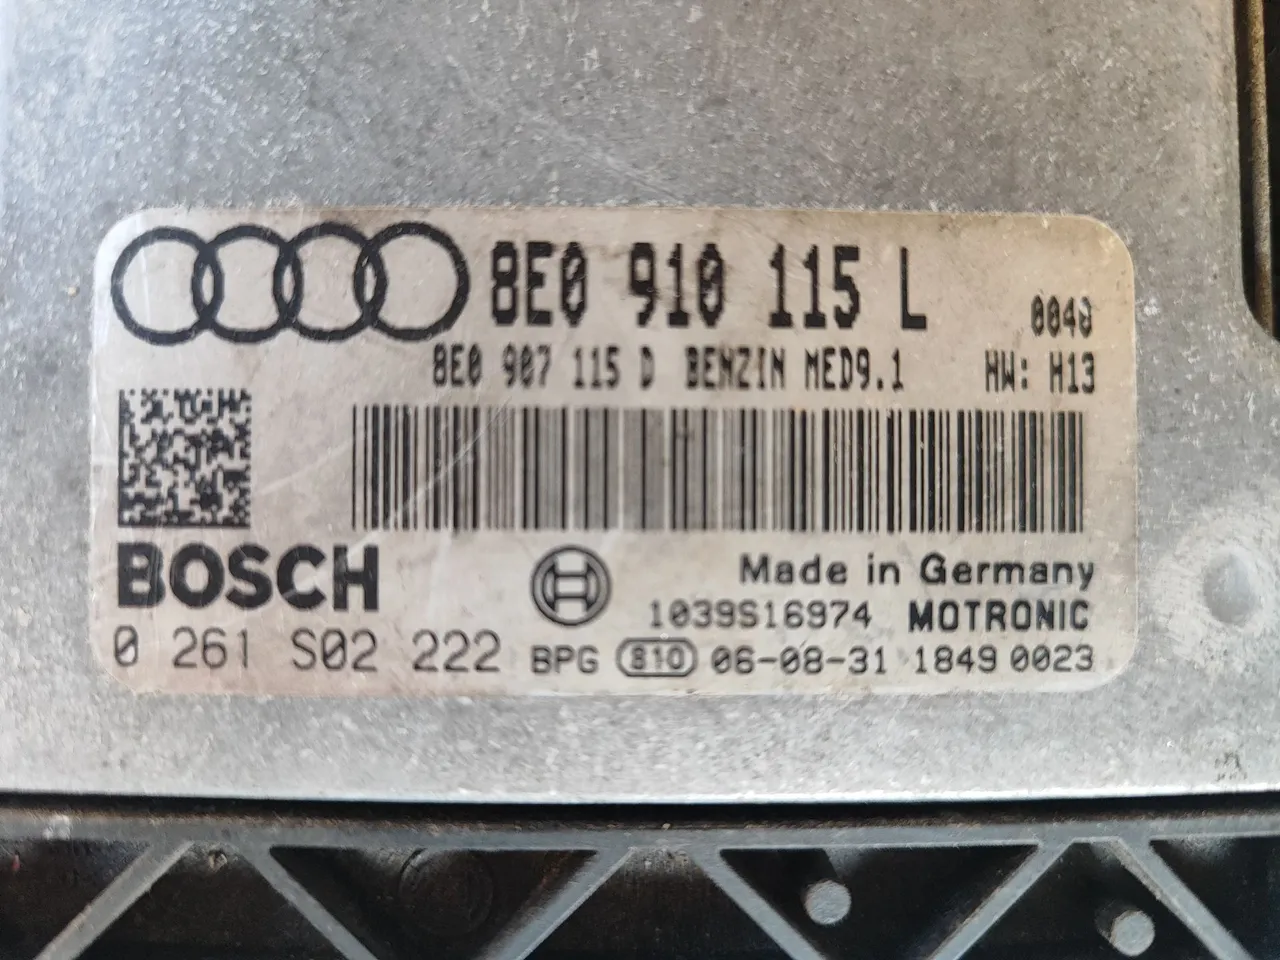 8E0 910 115 L 0040
8E0 907 115 D BENZIN MED9.1 HW: H13
BOSCH
Made in Germany
1039S16974 MOTRONIC
0 261 S02 222 BPG 810 06-08-31 1849 0023